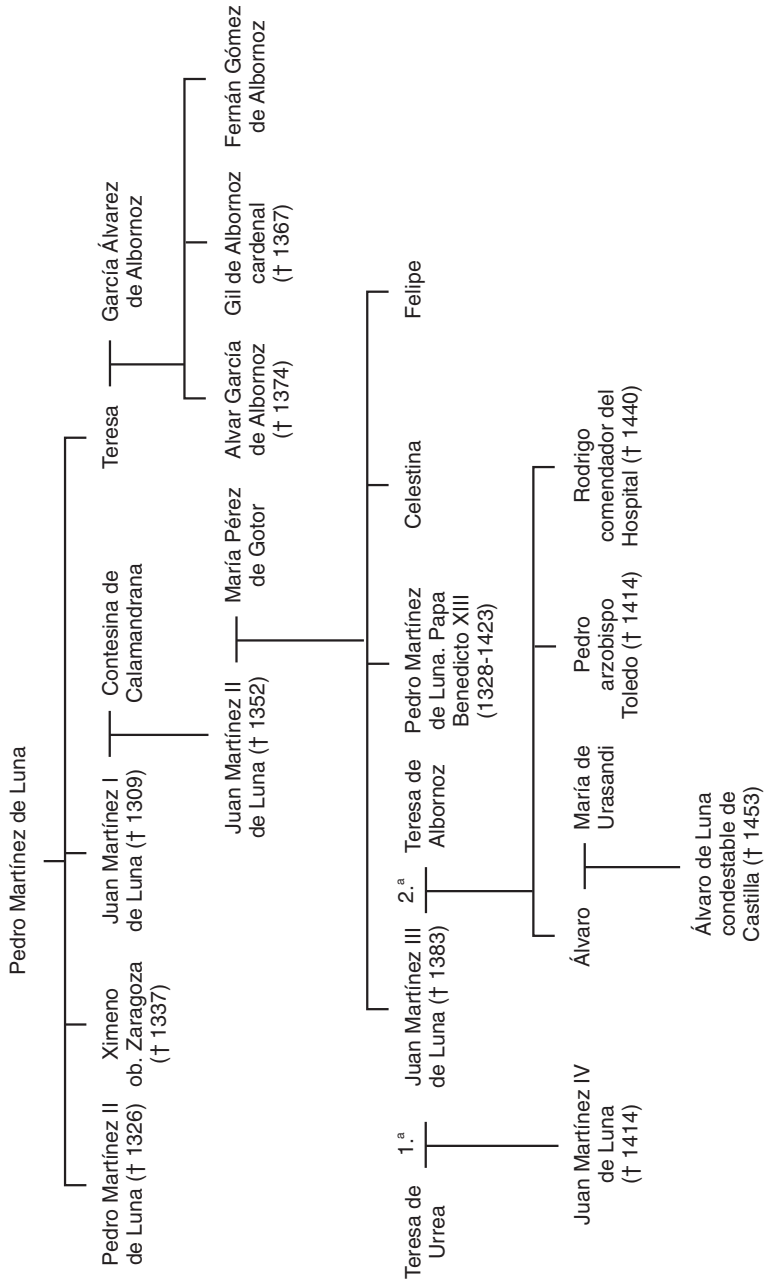 Pedro Martínez de Luna
Pedro Martínez II
de Luna († 1326)
Ximeno
ob. Zaragoza
(† 1337)
Juan Martínez I
de Luna († 1309)
Contesina de
Calamandrana
Teresa
García Álvarez
de Albornoz
Juan Martínez II
de Luna († 1352)
María Pérez
de Gotor
Alvar García
de Albornoz
(† 1374)
Gil de Albornoz
cardenal
(† 1367)
Fernán Gómez
de Albornoz
Teresa de
Urrea
1.ª
Juan Martínez III
de Luna († 1383)
2.ª
Teresa de
Albornoz
Pedro Martínez
de Luna. Papa
Benedicto XIII
(1328-1423)
Celestina
Felipe
Juan Martínez IV
de Luna
(† 1414)
Álvaro
María de
Urasandi
Pedro
arzobispo
Toledo († 1414)
Rodrigo
comendador del
Hospital († 1440)
Álvaro de Luna
condestable de
Castilla († 1453)